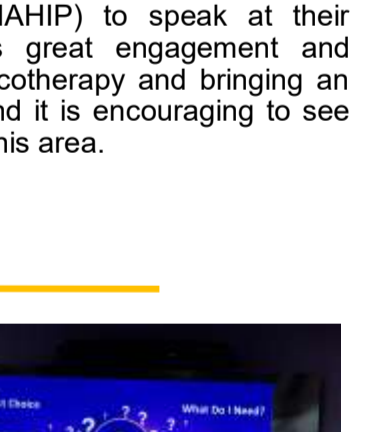 IAHIP) to speak at their
s great engagement and
cotherapy and bringing an
nd it is encouraging to see
his area.
t Choice
What Do I Need?
? ? ? ?